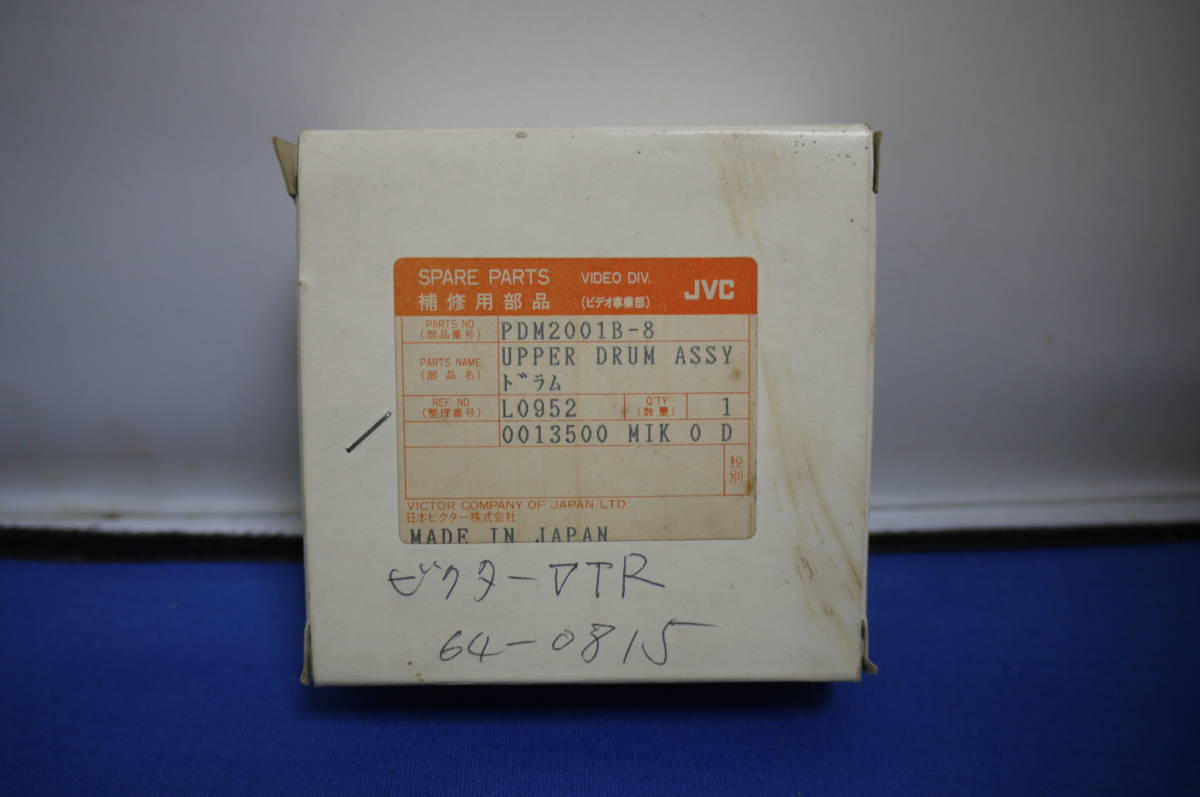 SPARE PARTS VIDEO DIV. JVC
補修用部品 (ビデオ事業部)
PARTS NO. (部品番号) PDM2001B-8
PARTS NAME (部品名) UPPER DRUM ASSY
ドラム
REF. NO. (整理番号) L0952 Q'TY (数量) 1
0013500 MIK O D
税別
VICTOR COMPANY OF JAPAN, LTD.
日本ビクター株式会社
MADE IN JAPAN
ビクターVTR
64-0815